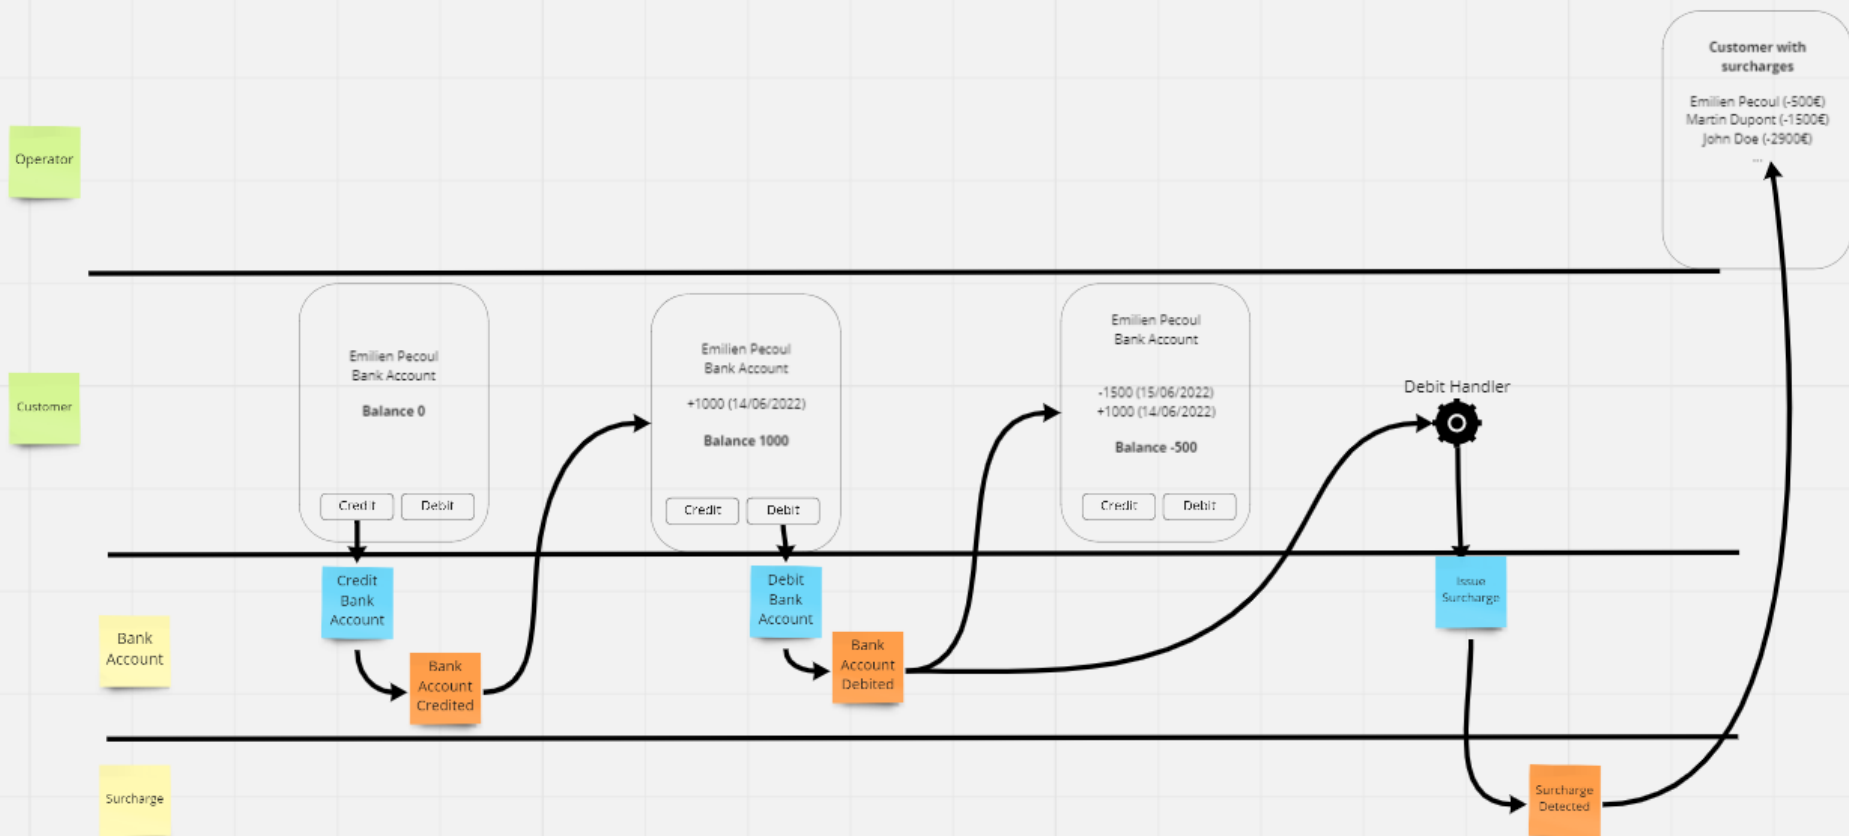 Customer with
surcharges
Emilien Pecoul (-500€)
Martin Dupont (-1500€)
John Doe (-2900€)
...
Operator
Customer
Emilien Pecoul
Bank Account
Balance 0
Credit
Debit
Emilien Pecoul
Bank Account
+1000 (14/06/2022)
Balance 1000
Credit
Debit
Emilien Pecoul
Bank Account
-1500 (15/06/2022)
+1000 (14/06/2022)
Balance -500
Credit
Debit
Debit Handler
Bank
Account
Credit
Bank
Account
Bank
Account
Credited
Debit
Bank
Account
Bank
Account
Debited
Issue
Surcharge
Surcharge
Surcharge
Detected